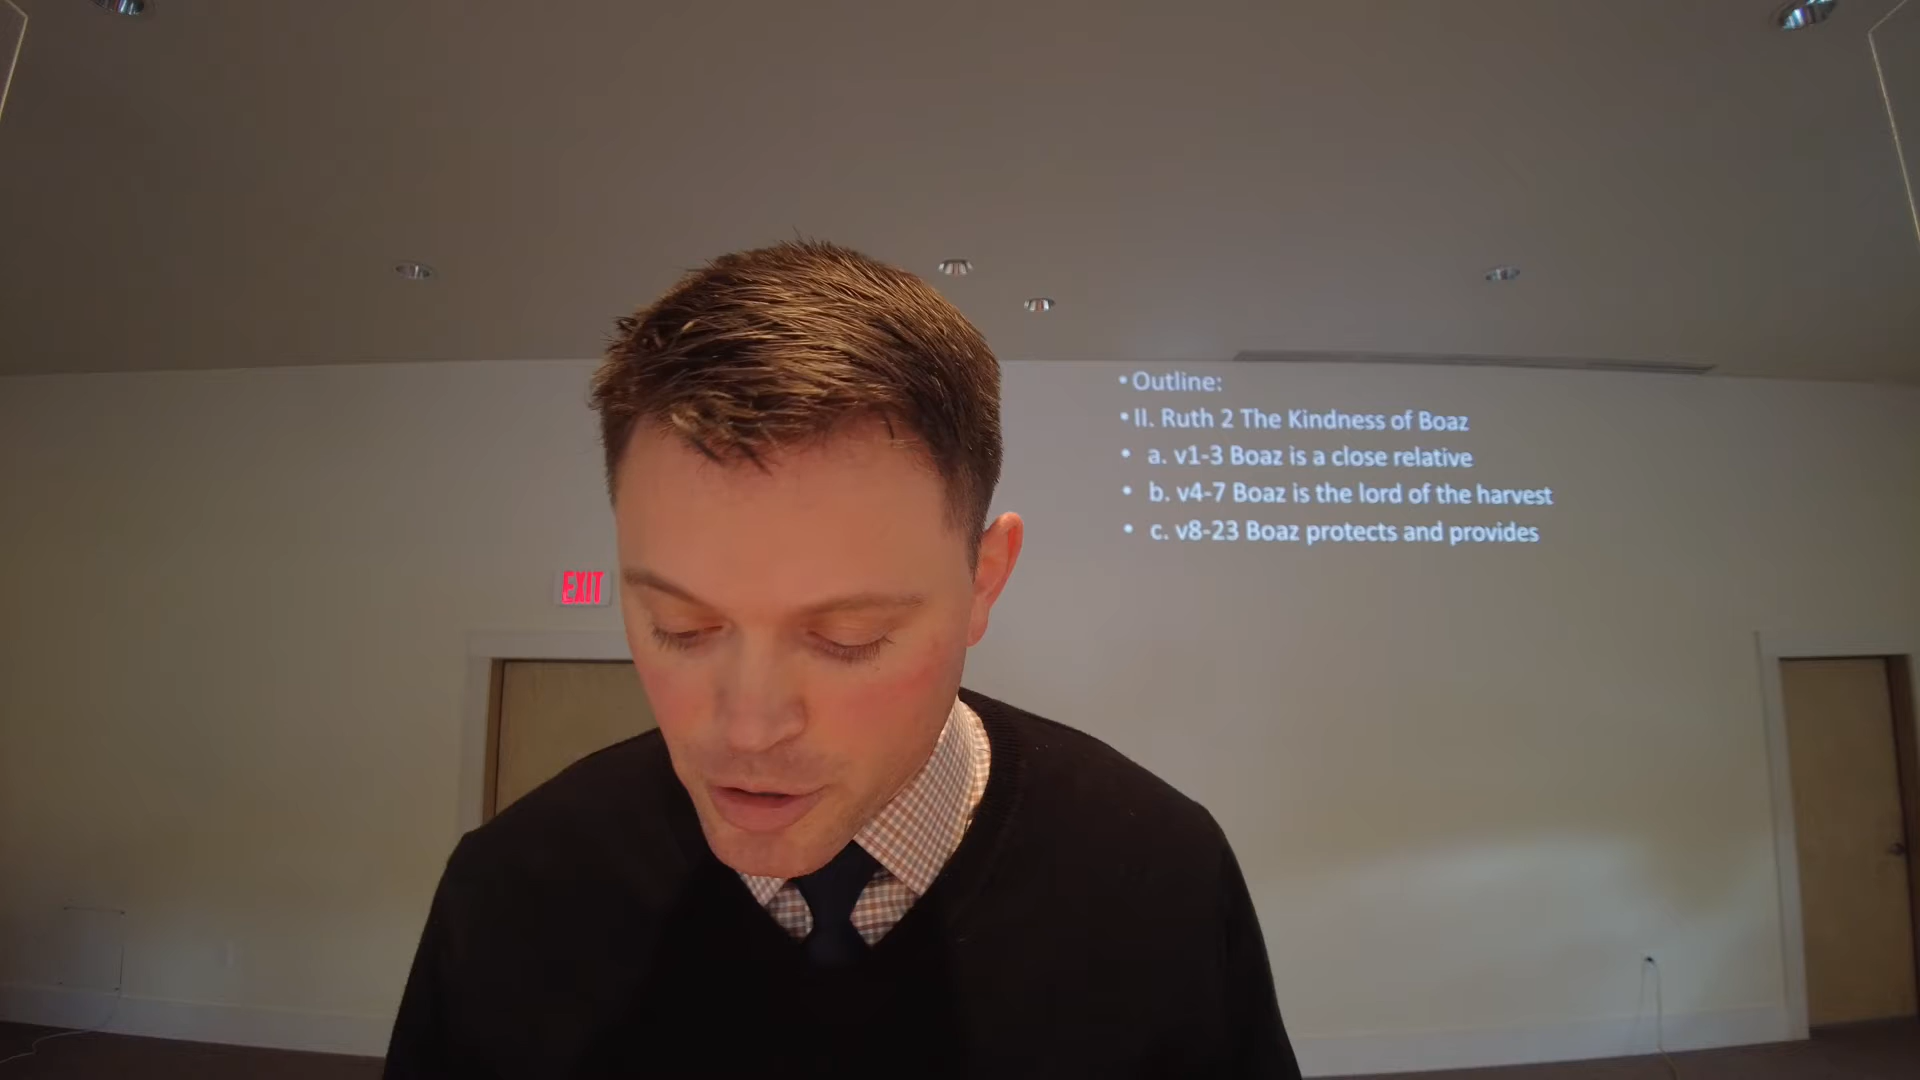 • Outline:
• II. Ruth 2 The Kindness of Boaz
• a. v1-3 Boaz is a close relative
• b. v4-7 Boaz is the lord of the harvest
• c. v8-23 Boaz protects and provides
EXIT